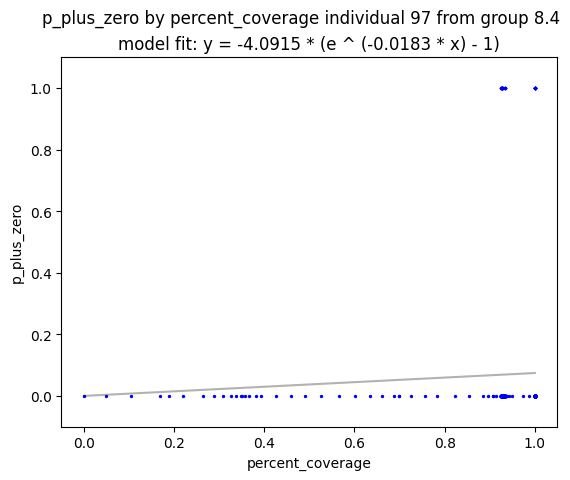 p_plus_zero by percent_coverage individual 97 from group 8.4
model fit: y = -4.0915 * (e ^ (-0.0183 * x) - 1)
1.0
0.8
0.6
0.4
0.2
0.0
p_plus_zero
0.0 0.2 0.4 0.6 0.8 1.0
percent_coverage